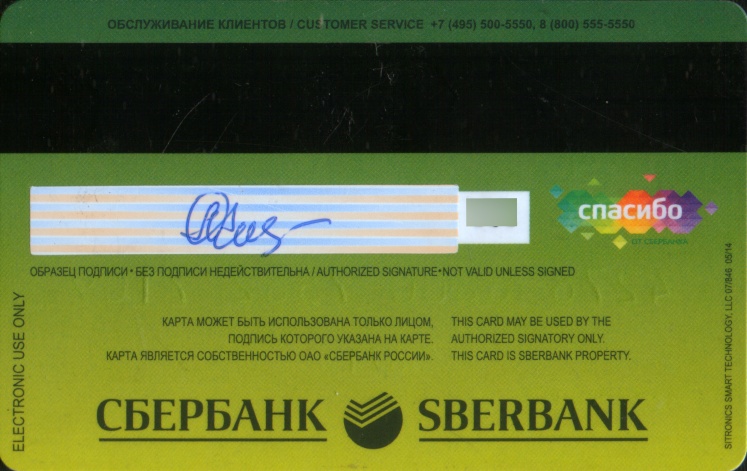 ОБСЛУЖИВАНИЕ КЛИЕНТОВ / CUSTOMER SERVICE +7 (495) 500-5550, 8 (800) 555-5550
спасибо
ОТ СБЕРБАНКА
ОБРАЗЕЦ ПОДПИСИ • БЕЗ ПОДПИСИ НЕДЕЙСТВИТЕЛЬНА / AUTHORIZED SIGNATURE • NOT VALID UNLESS SIGNED
КАРТА МОЖЕТ БЫТЬ ИСПОЛЬЗОВАНА ТОЛЬКО ЛИЦОМ,
ПОДПИСЬ КОТОРОГО УКАЗАНА НА КАРТЕ.
КАРТА ЯВЛЯЕТСЯ СОБСТВЕННОСТЬЮ ОАО «СБЕРБАНК РОССИИ».
THIS CARD MAY BE USED BY THE
AUTHORIZED SIGNATORY ONLY.
THIS CARD IS SBERBANK PROPERTY.
ELECTRONIC USE ONLY
SITRONICS SMART TECHNOLOGY, LLC 97/846 05/14
СБЕРБАНК SBERBANK